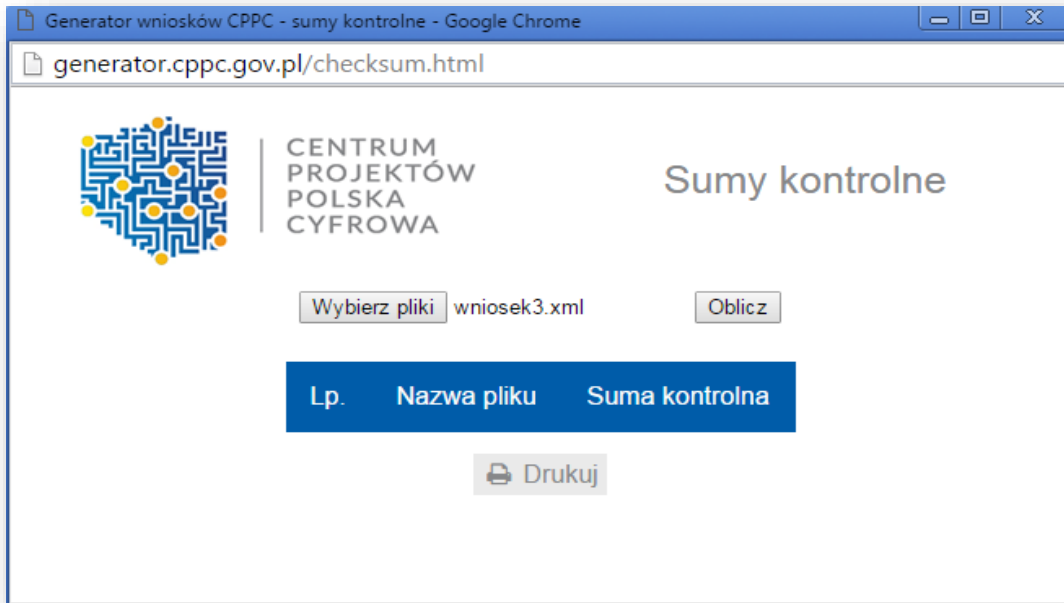 Generator wniosków CPPC - sumy kontrolne - Google Chrome
generator.cppc.gov.pl/checksum.html
CENTRUM
PROJEKTÓW
POLSKA
CYFROWA
Sumy kontrolne
Wybierz pliki wniosek3.xml Oblicz
Lp. Nazwa pliku Suma kontrolna
Drukuj